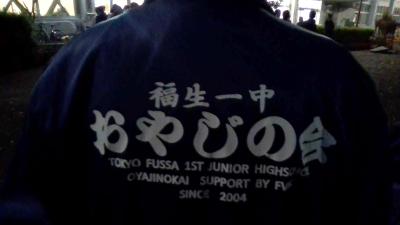 福生一中
おやじの会
TOKYO FUSSA 1ST JUNIOR
OYAJINOKAI SUPPORT BY
SINCE 2004